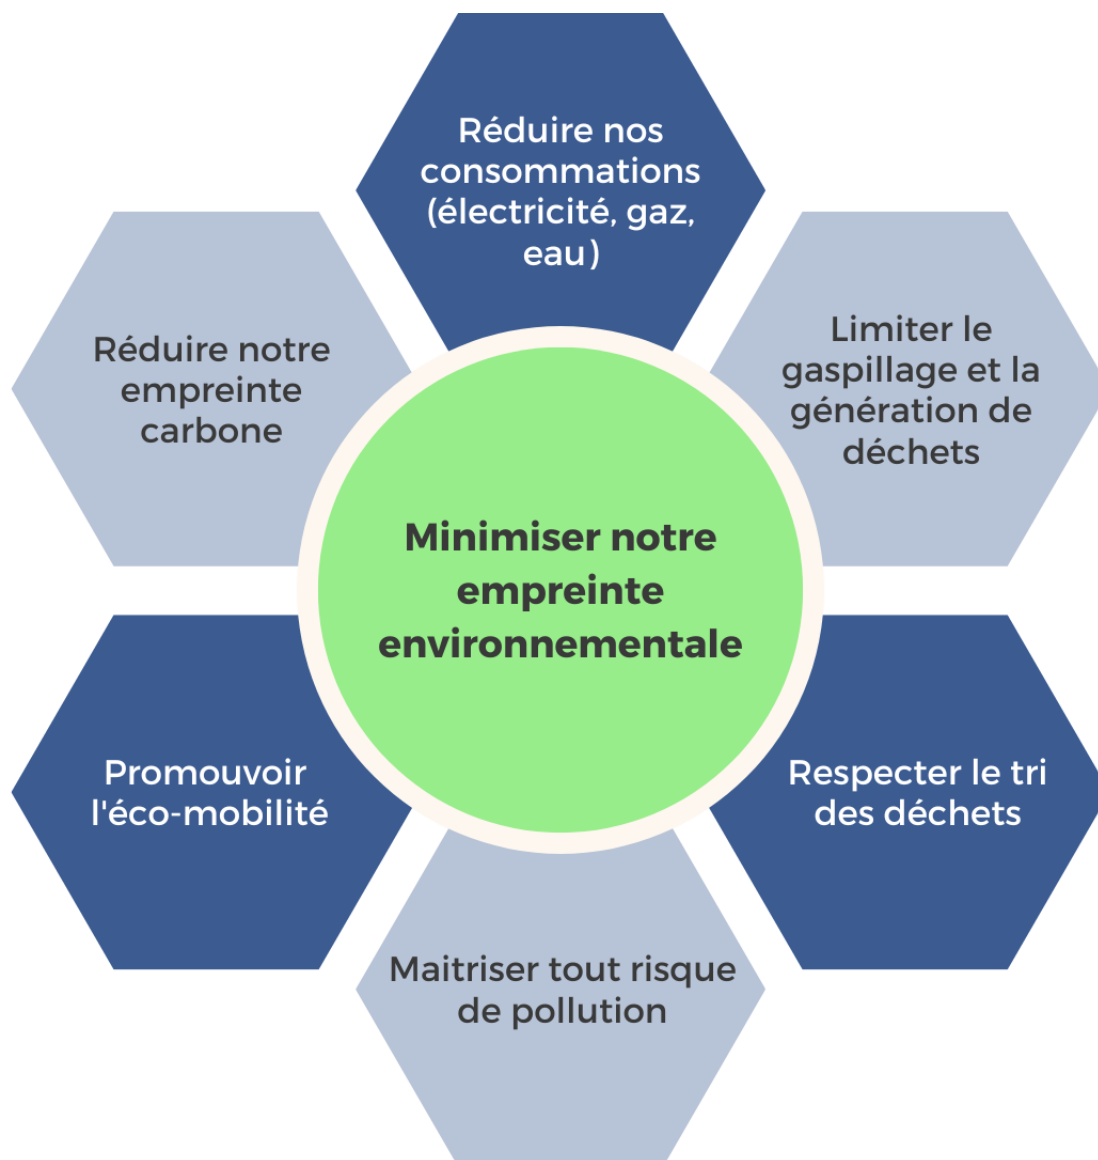 Réduire nos
consommations
(électricité, gaz,
eau)
Limiter le
gaspillage et la
génération de
déchets
Respecter le tri
des déchets
Maitriser tout risque
de pollution
Promouvoir
l'éco-mobilité
Réduire notre
empreinte
carbone
Minimiser notre
empreinte
environnementale